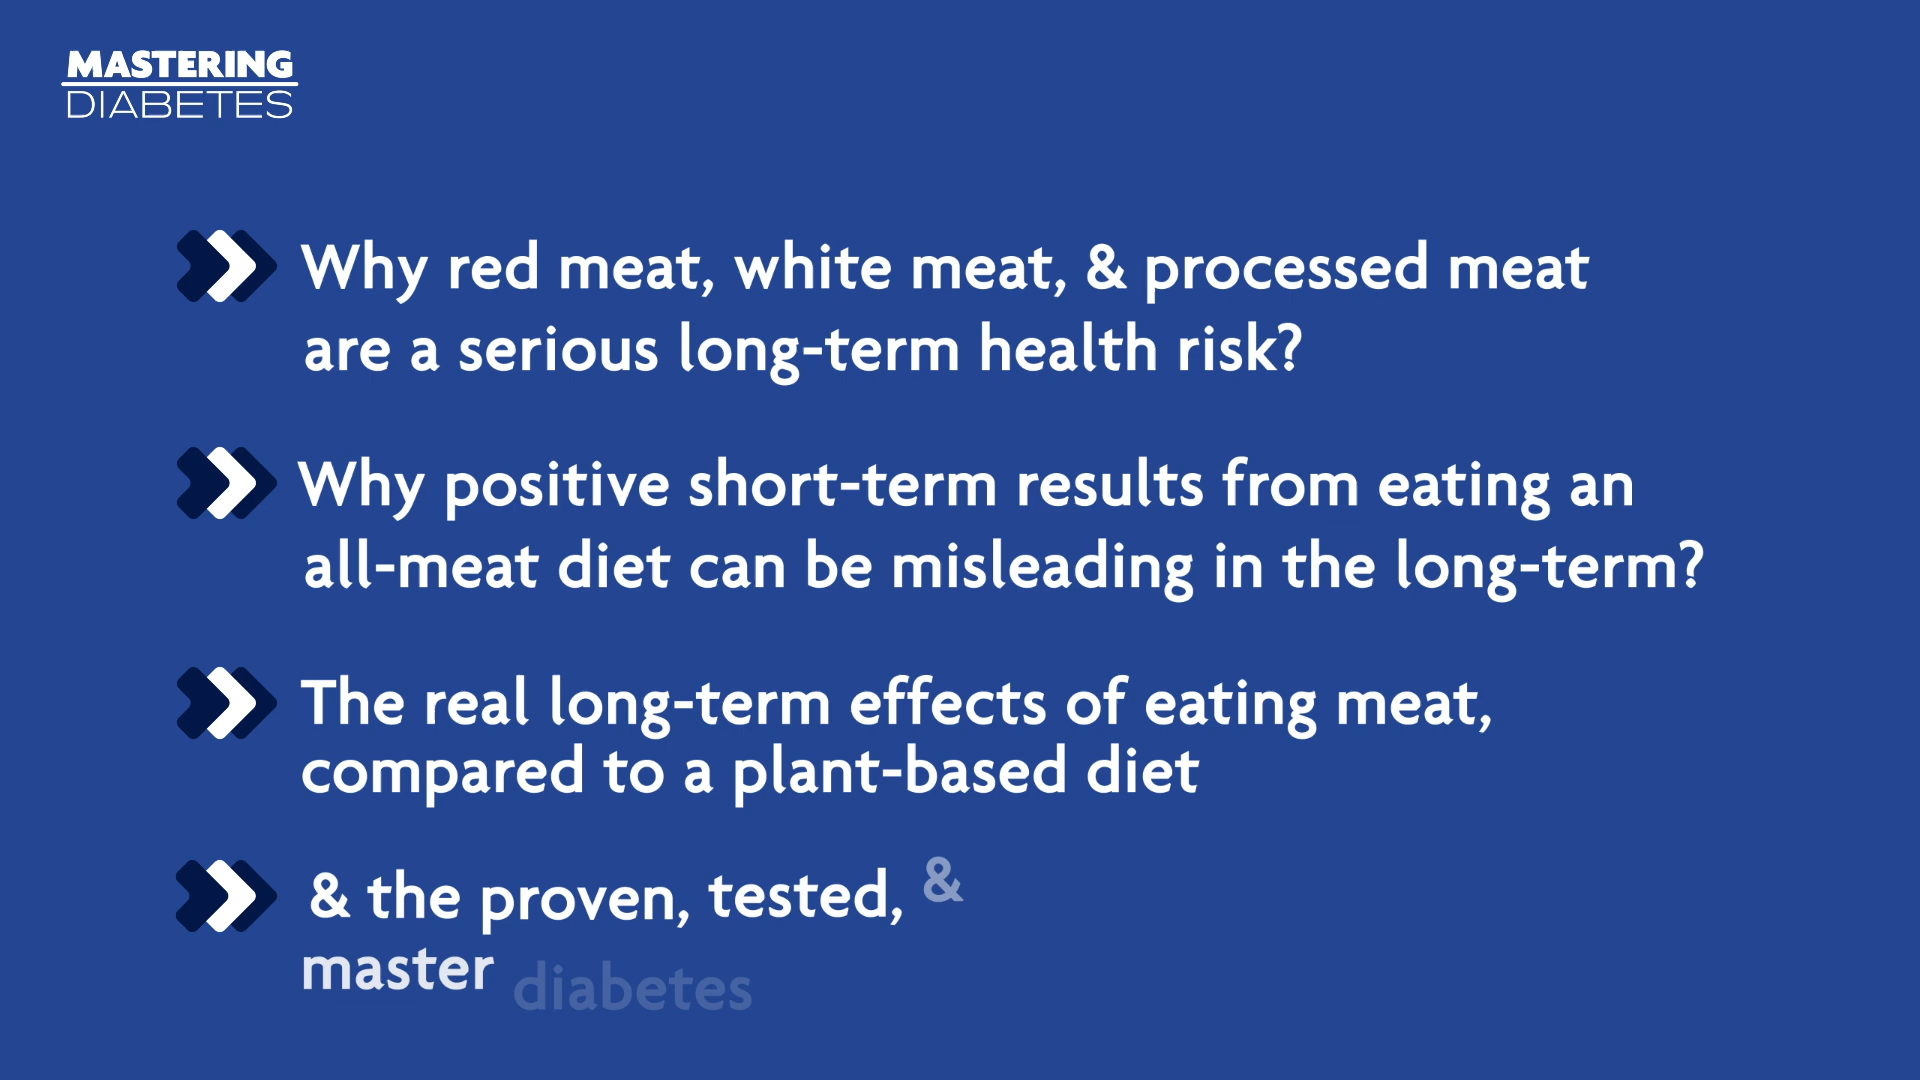 MASTERING
DIABETES
Why red meat, white meat, & processed meat
are a serious long-term health risk?
Why positive short-term results from eating an
all-meat diet can be misleading in the long-term?
The real long-term effects of eating meat,
compared to a plant-based diet
& the proven, tested, &
master diabetes